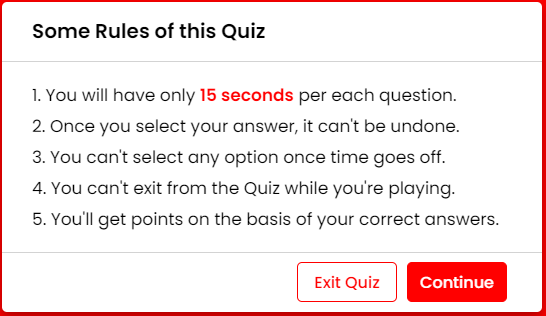 Some Rules of this Quiz
1. You will have only 15 seconds per each question.
2. Once you select your answer, it can't be undone.
3. You can't select any option once time goes off.
4. You can't exit from the Quiz while you're playing.
5. You'll get points on the basis of your correct answers.
Exit Quiz
Continue